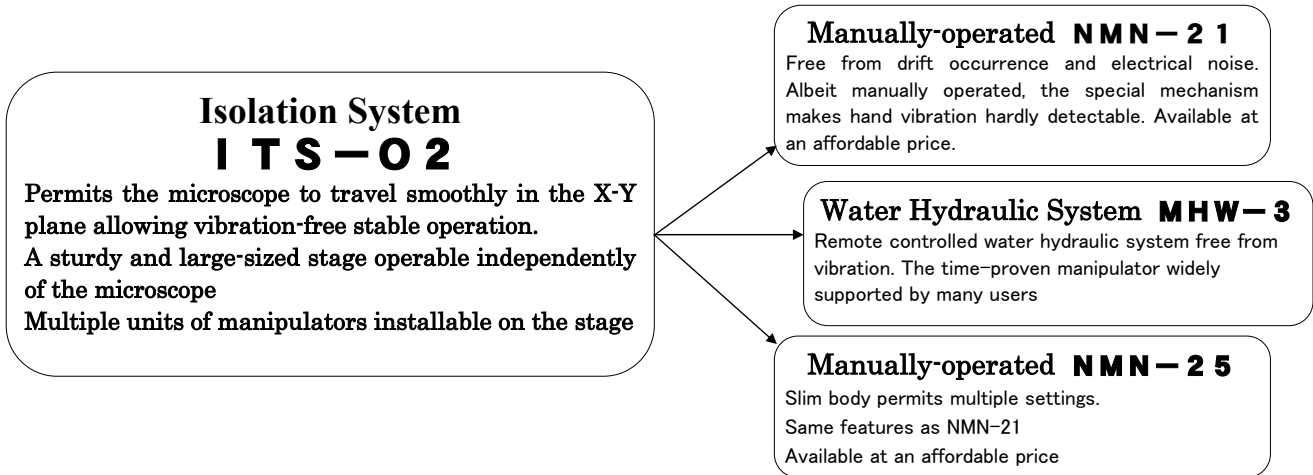 Isolation System
ITS－02
Permits the microscope to travel smoothly in the X-Y
plane allowing vibration-free stable operation.
A sturdy and large-sized stage operable independently
of the microscope
Multiple units of manipulators installable on the stage
Manually-operated NMN－21
Free from drift occurrence and electrical noise.
Albeit manually operated, the special mechanism
makes hand vibration hardly detectable. Available at
an affordable price.
Water Hydraulic System MHW－3
Remote controlled water hydraulic system free from
vibration. The time-proven manipulator widely
supported by many users
Manually-operated NMN－25
Slim body permits multiple settings.
Same features as NMN-21
Available at an affordable price